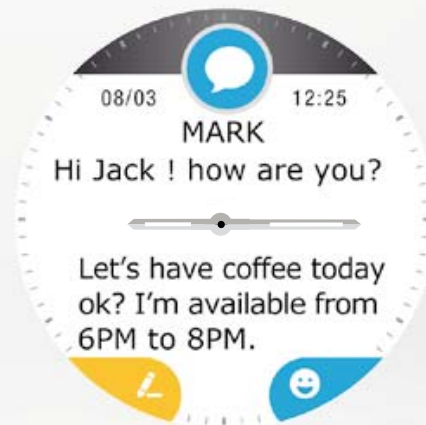 08/03 12:25
MARK
Hi Jack ! how are you?
Let's have coffee today
ok? I'm available from
6PM to 8PM.